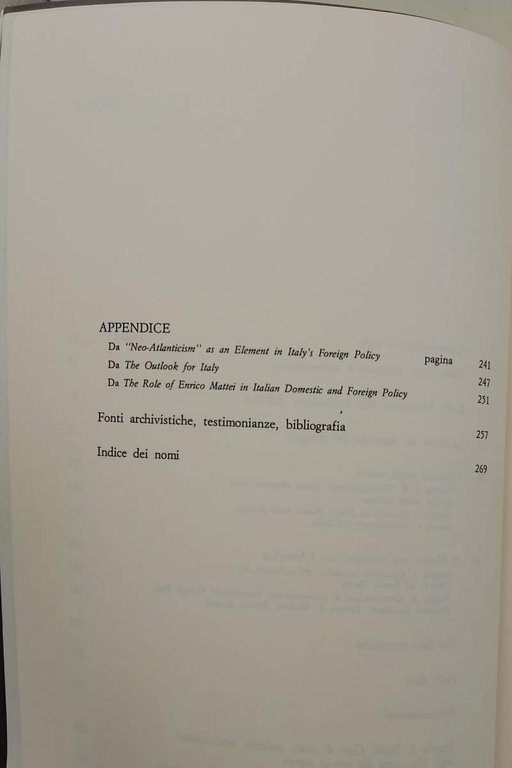 APPENDICE
Da "Neo-Atlanticism" as an Element in Italy's Foreign Policy pagina 241
Da The Outlook for Italy 247
Da The Role of Enrico Mattei in Italian Domestic and Foreign Policy 251
Fonti archivistiche, testimonianze, bibliografia 257
Indice dei nomi 269